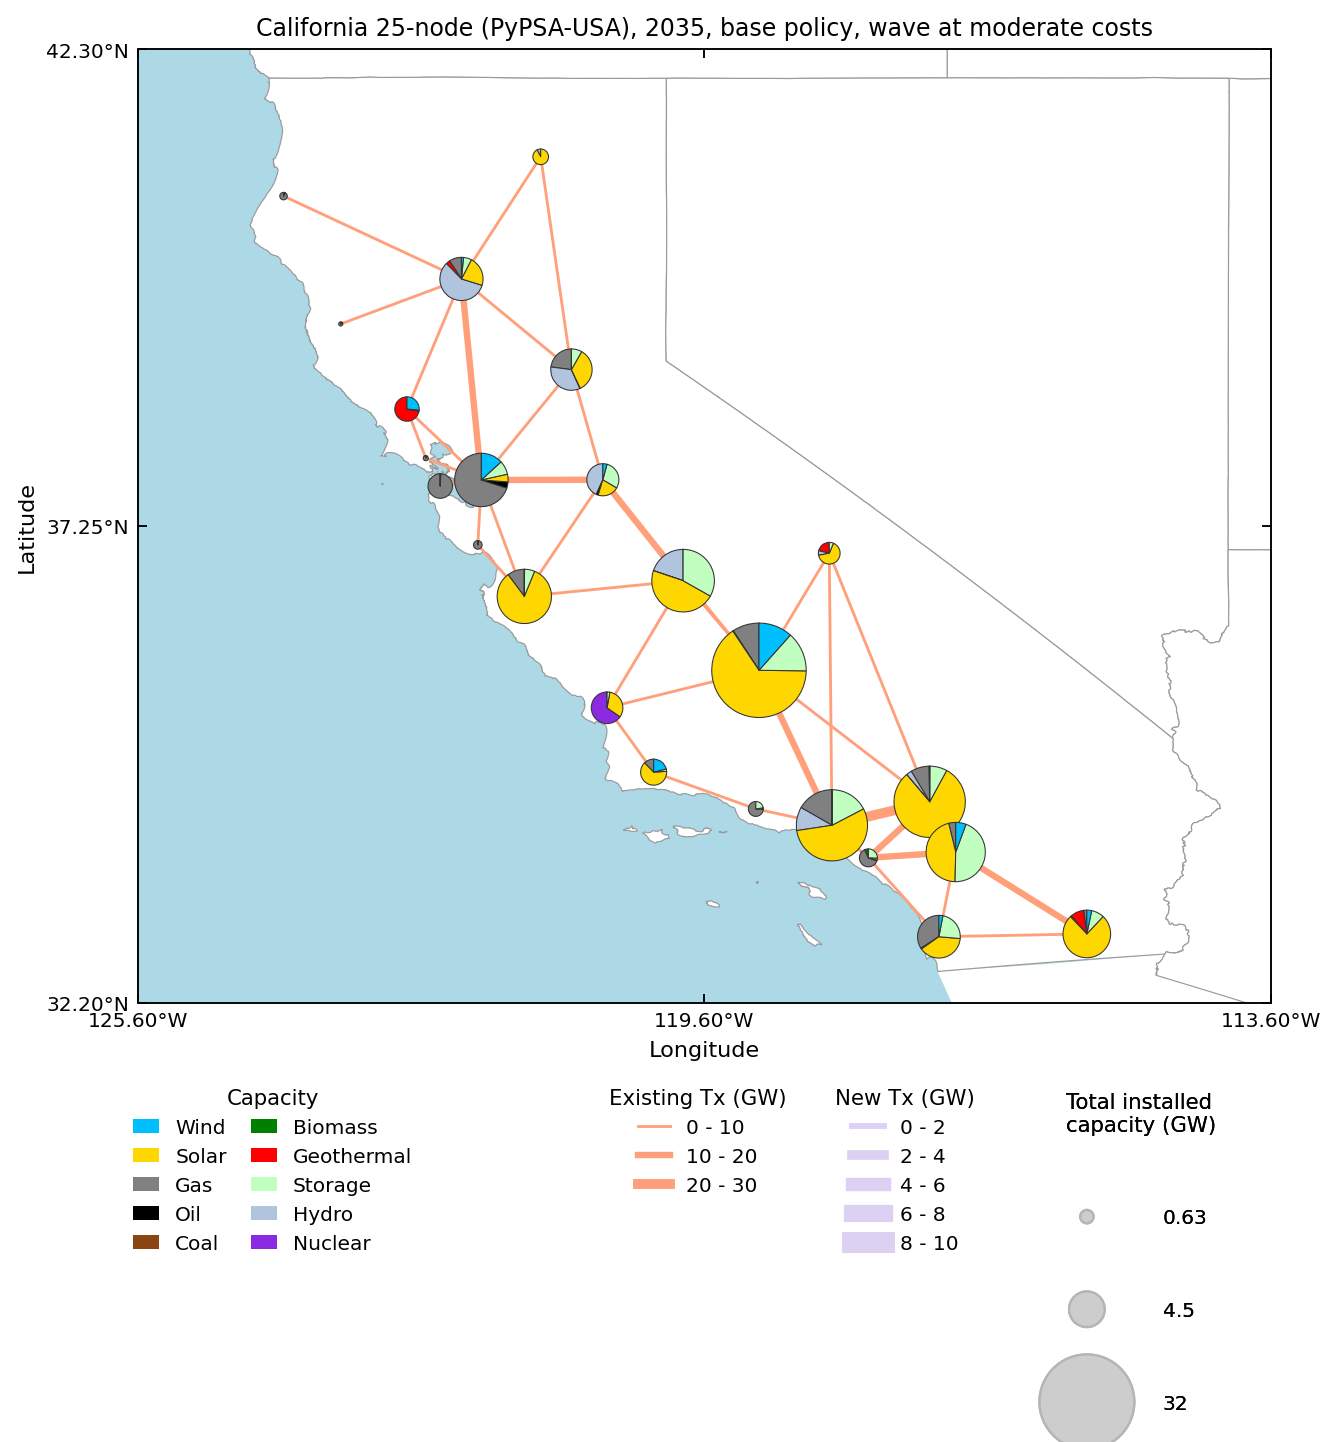 California 25-node (PyPSA-USA), 2035, base policy, wave at moderate costs
42.30°N
37.25°N
32.20°N
Latitude
125.60°W
119.60°W
113.60°W
Longitude
Capacity
Wind
Solar
Gas
Oil
Coal
Biomass
Geothermal
Storage
Hydro
Nuclear
Existing Tx (GW)
0 - 10
10 - 20
20 - 30
New Tx (GW)
0 - 2
2 - 4
4 - 6
6 - 8
8 - 10
Total installed
capacity (GW)
0.63
4.5
32